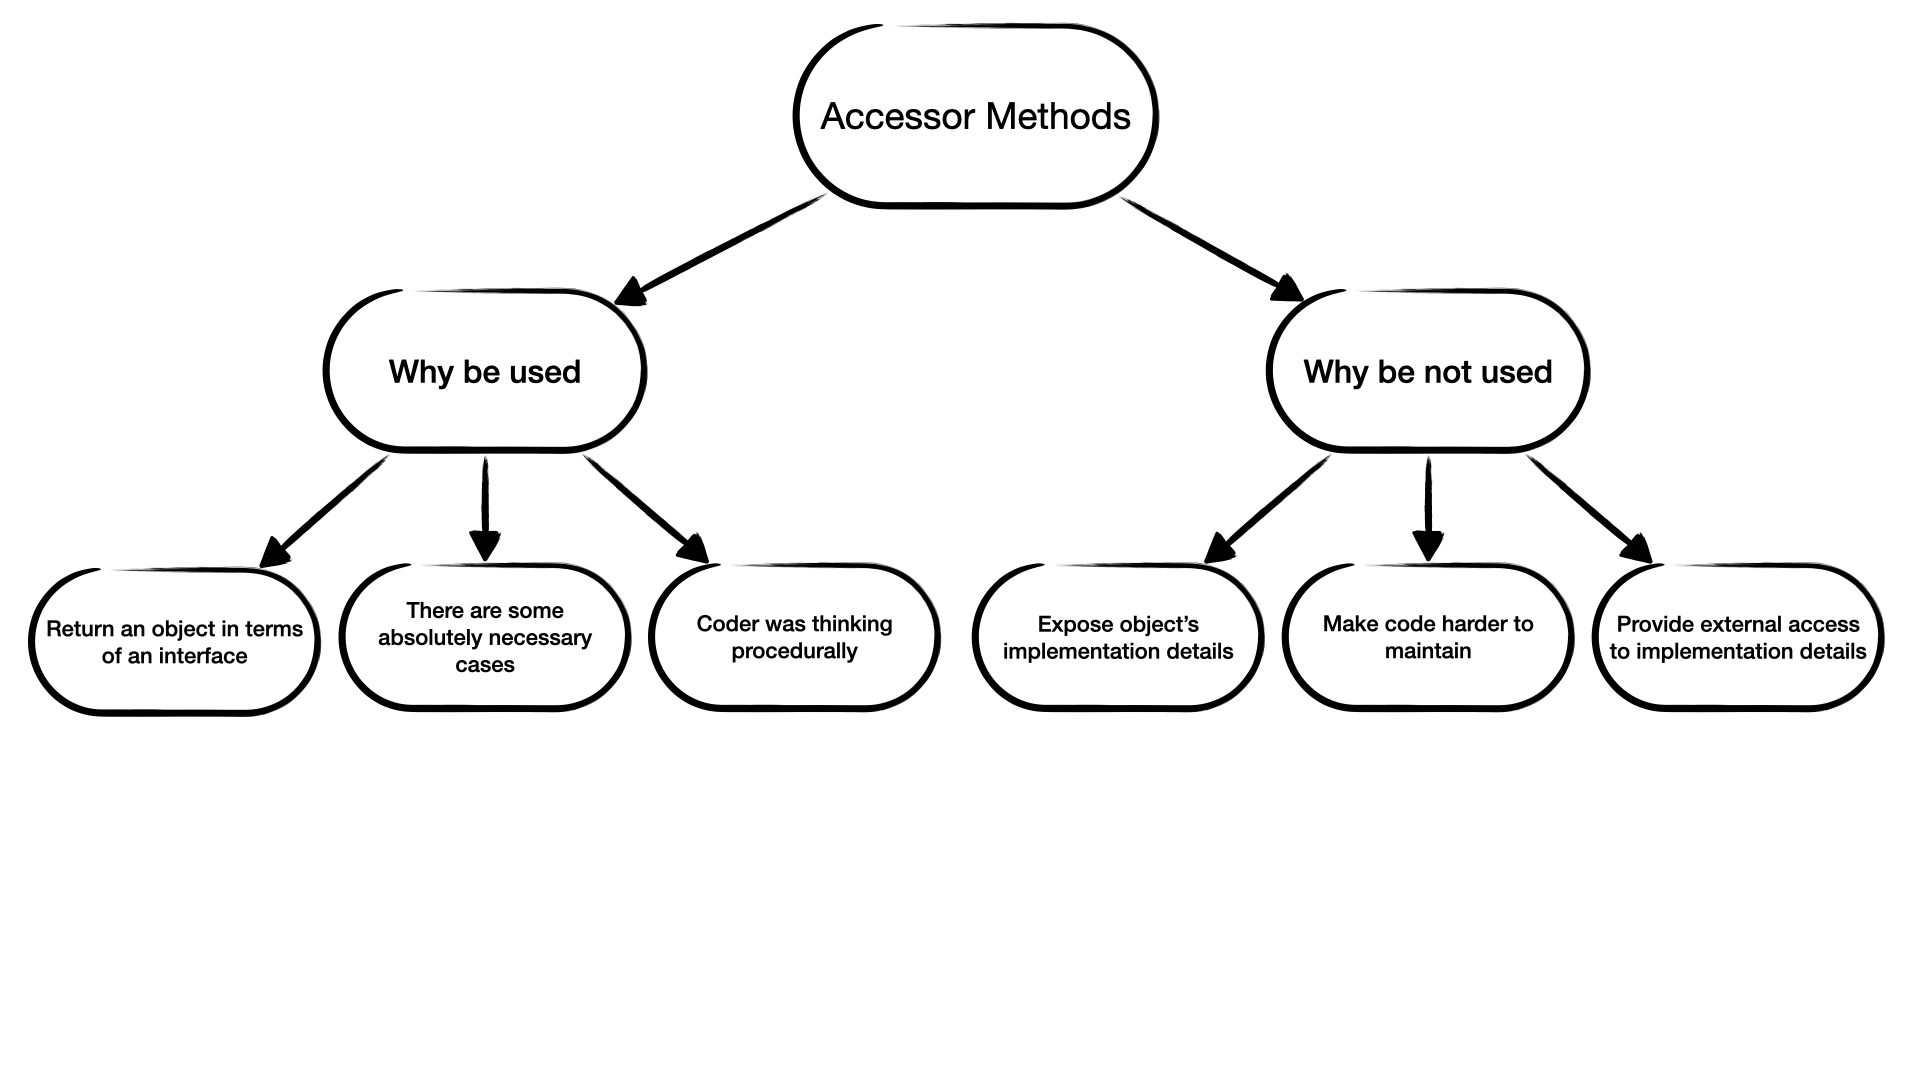 Accessor Methods
Why be used
Why be not used
Return an object in terms
of an interface
There are some
absolutely necessary
cases
Coder was thinking
procedurally
Expose object’s
implementation details
Make code harder to
maintain
Provide external access
to implementation details